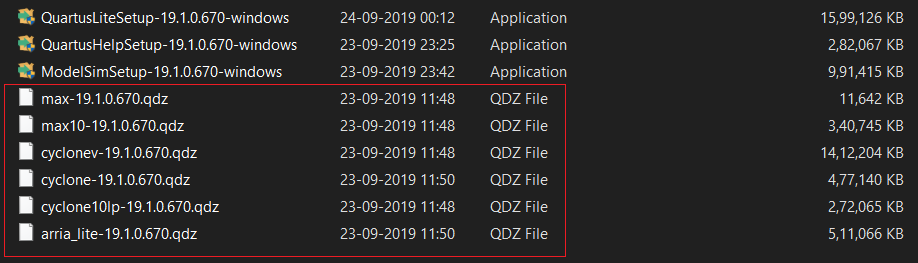 QuartusLiteSetup-19.1.0.670-windows 24-09-2019 00:12 Application 15,99,126 KB
QuartusHelpSetup-19.1.0.670-windows 23-09-2019 23:25 Application 2,82,067 KB
ModelSimSetup-19.1.0.670-windows 23-09-2019 23:42 Application 9,91,415 KB
max-19.1.0.670.qdz 23-09-2019 11:48 QDZ File 11,642 KB
max10-19.1.0.670.qdz 23-09-2019 11:48 QDZ File 3,40,745 KB
cyclonev-19.1.0.670.qdz 23-09-2019 11:48 QDZ File 14,12,204 KB
cyclone-19.1.0.670.qdz 23-09-2019 11:50 QDZ File 4,77,140 KB
cyclone10lp-19.1.0.670.qdz 23-09-2019 11:48 QDZ File 2,72,065 KB
arria_lite-19.1.0.670.qdz 23-09-2019 11:50 QDZ File 5,11,066 KB